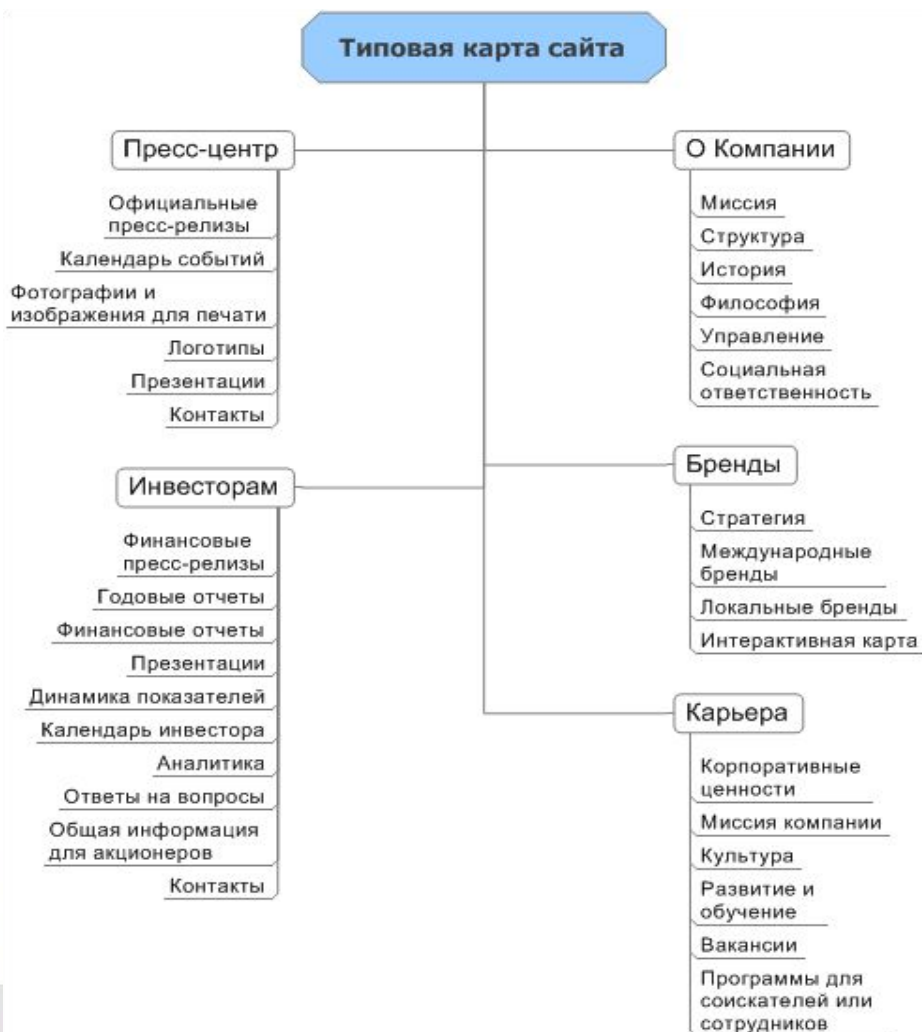 Типовая карта сайта
Пресс-центр
Официальные
пресс-релизы
Календарь событий
Фотографии и
изображения для печати
Логотипы
Презентации
Контакты
Инвесторам
Финансовые
пресс-релизы
Годовые отчеты
Финансовые отчеты
Презентации
Динамика показателей
Календарь инвестора
Аналитика
Ответы на вопросы
Общая информация
для акционеров
Контакты
О Компании
Миссия
Структура
История
Философия
Управление
Социальная
ответственность
Бренды
Стратегия
Международные
бренды
Локальные бренды
Интерактивная карта
Карьера
Корпоративные
ценности
Миссия компании
Культура
Развитие и
обучение
Вакансии
Программы для
соискателей или
сотрудников